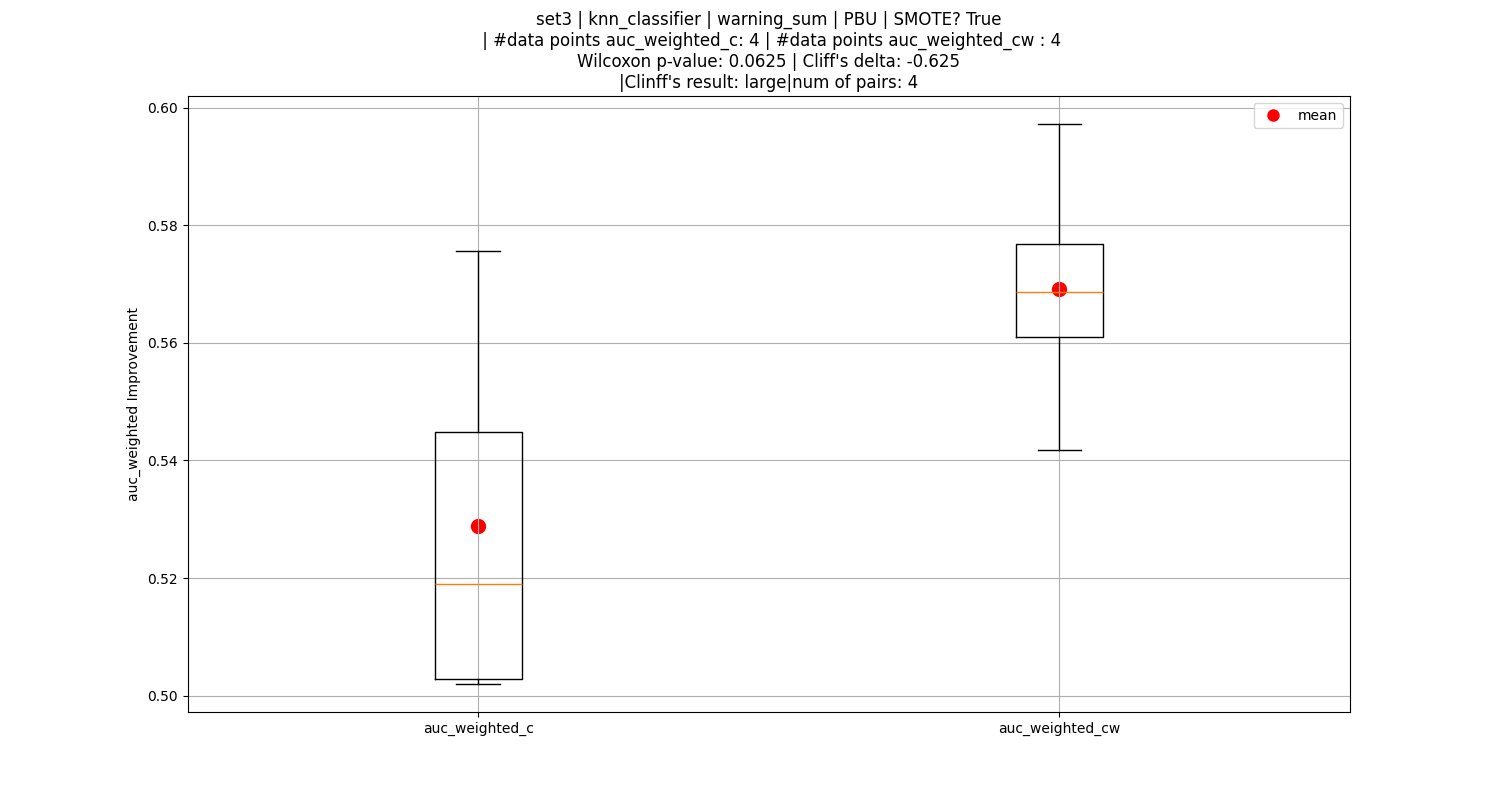 set3 | knn_classifier | warning_sum | PBU | SMOTE? True
| #data points auc_weighted_c: 4 | #data points auc_weighted_cw : 4
Wilcoxon p-value: 0.0625 | Cliff's delta: -0.625
|Clinff's result: large|num of pairs: 4
mean
auc_weighted Improvement
0.60
0.58
0.56
0.54
0.52
0.50
auc_weighted_c
auc_weighted_cw